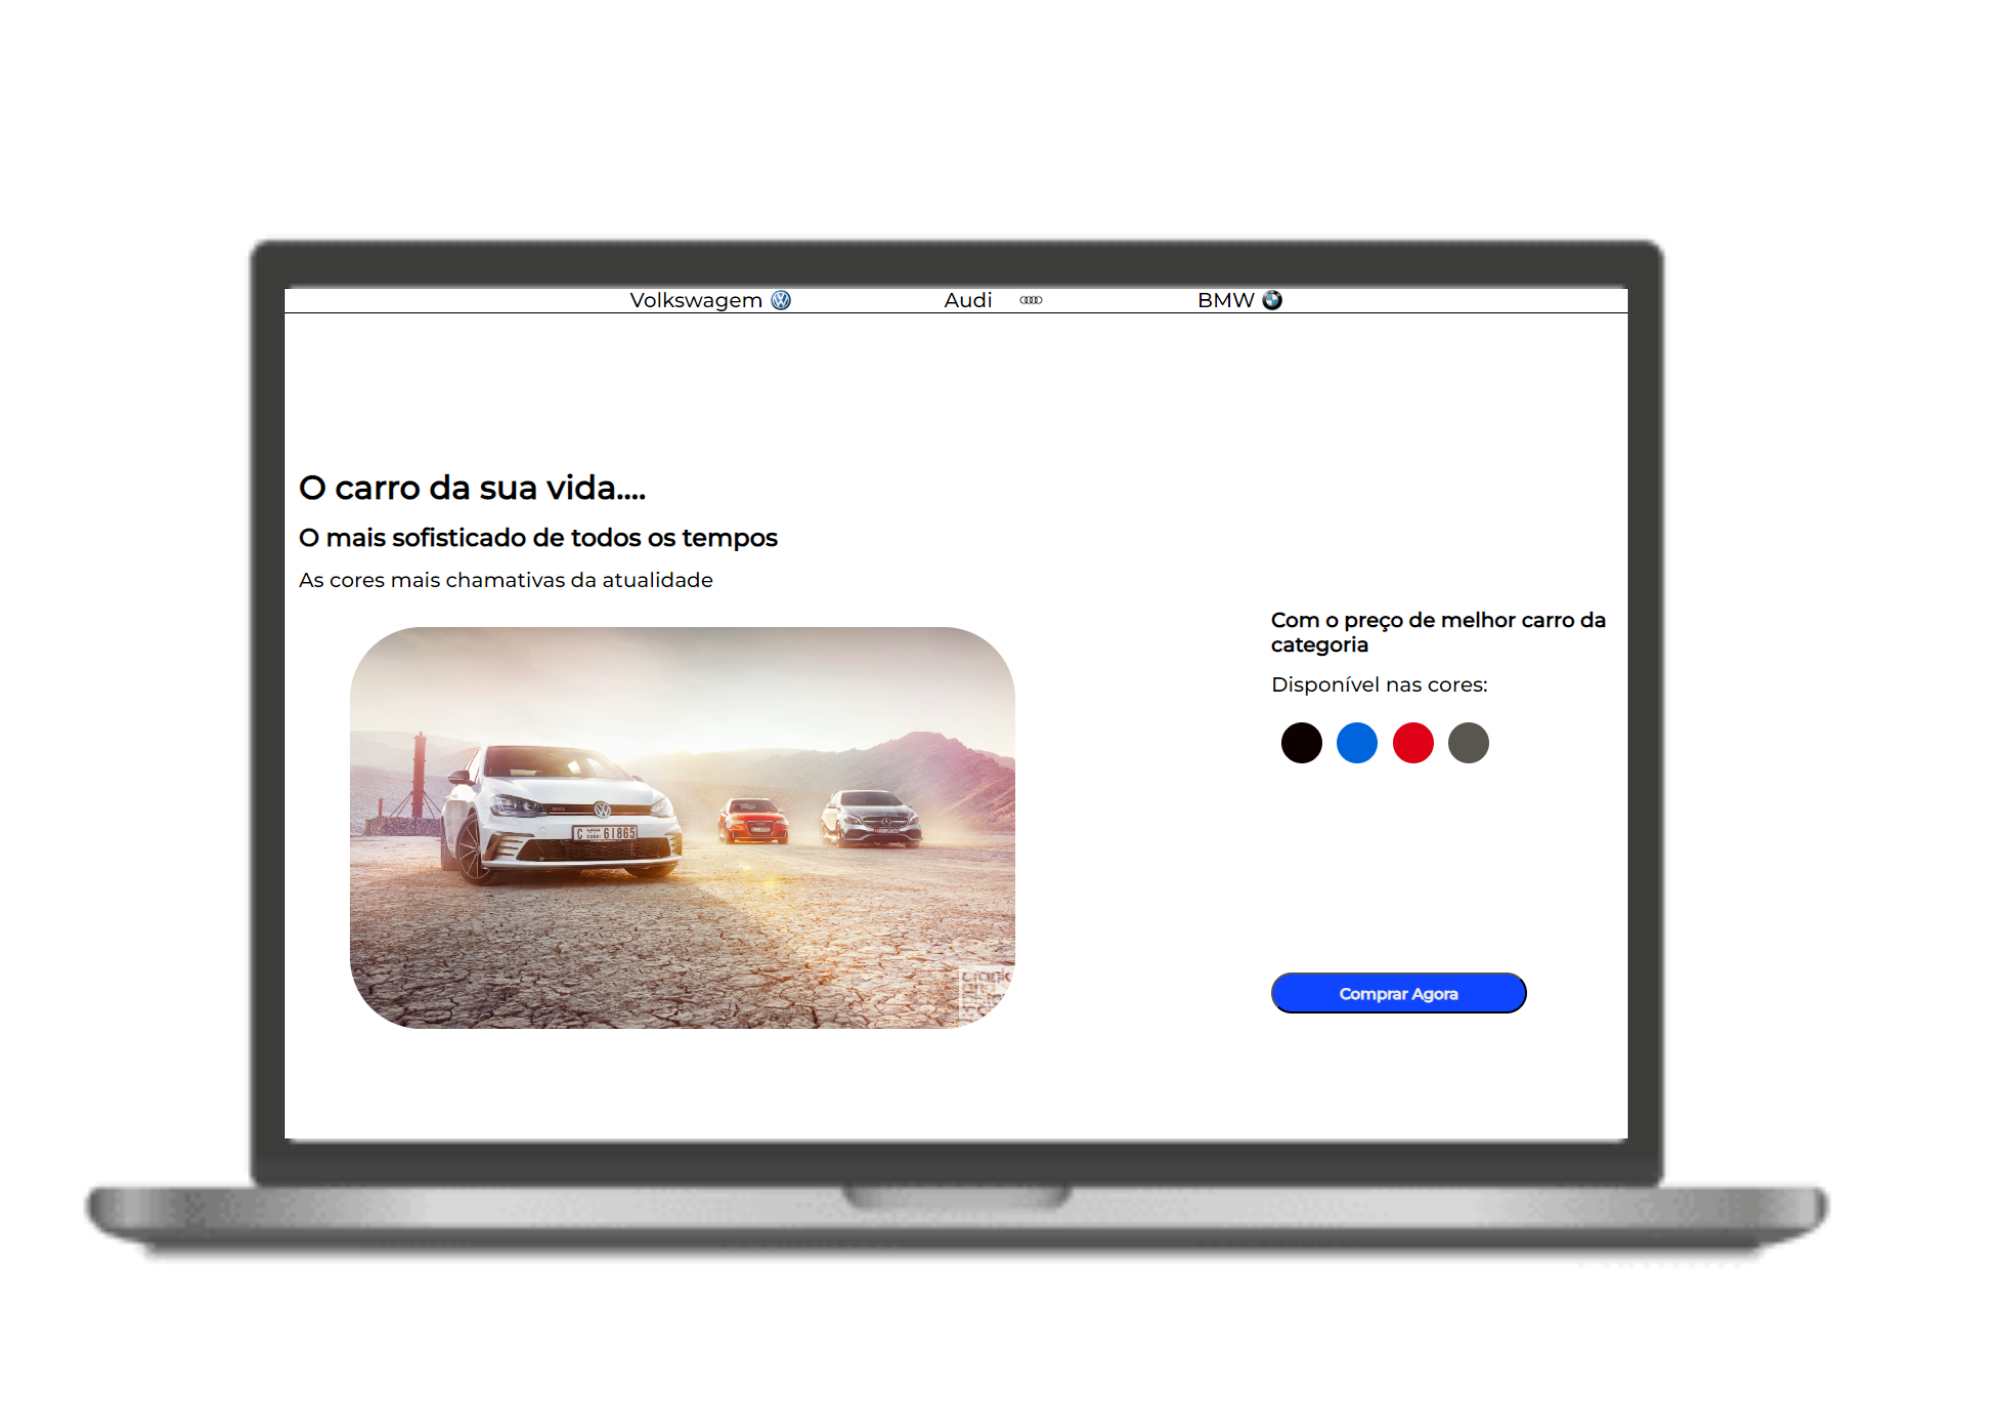 Volkswagem
Audi
BMW
O carro da sua vida....
O mais sofisticado de todos os tempos
As cores mais chamativas da atualidade
Com o preço de melhor carro da
categoria
Disponível nas cores:
C 61865
Comprar Agora